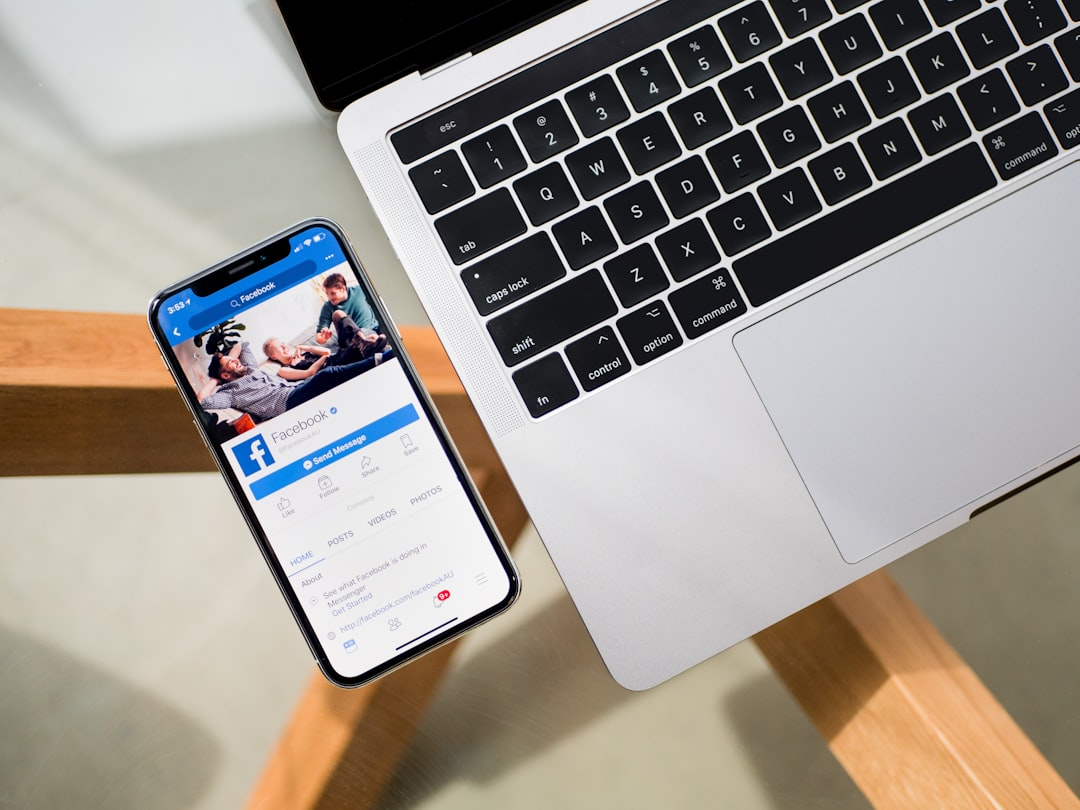 3:53
Facebook
Facebook
@FacebookAU
Send Message
Like
Follow
Share
Save
Company
HOME
POSTS
VIDEOS
PHOTOS
About
See what Facebook is doing in
Messenger
Get Started
http://facebook.com/facebookAU
9+
esc
~ `
! 1
@ 2
# 3
$ 4
% 5
^ 6
7
tab
Q
W
E
R
T
Y
U
I
caps lock
A
S
D
F
G
H
J
K
L
: ;
shift
Z
X
C
V
B
N
M
< ,
> .
fn
^
control
⌥
option
⌘
command
⌘
command
⌥